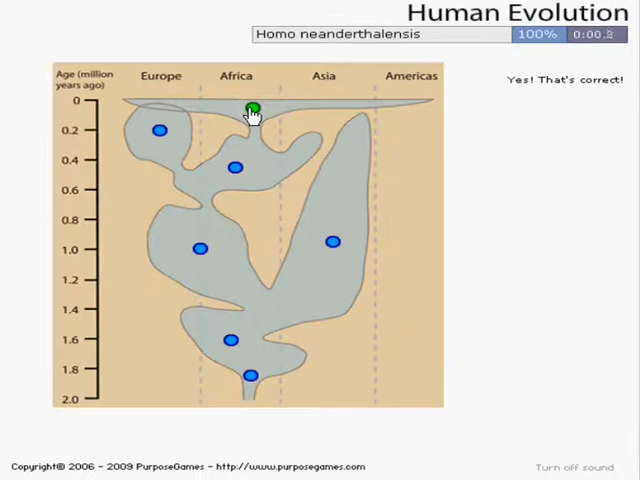 Human Evolution
Homo neanderthalensis 100%
Yes! That's correct!
Age (million
years ago)
Europe Africa Asia Americas
0
0.2
0.4
0.6
0.8
1.0
1.2
1.4
1.6
1.8
2.0
Copyright© 2006 - 2009 PurposeGames - http://www.purposegames.com
Turn off sound